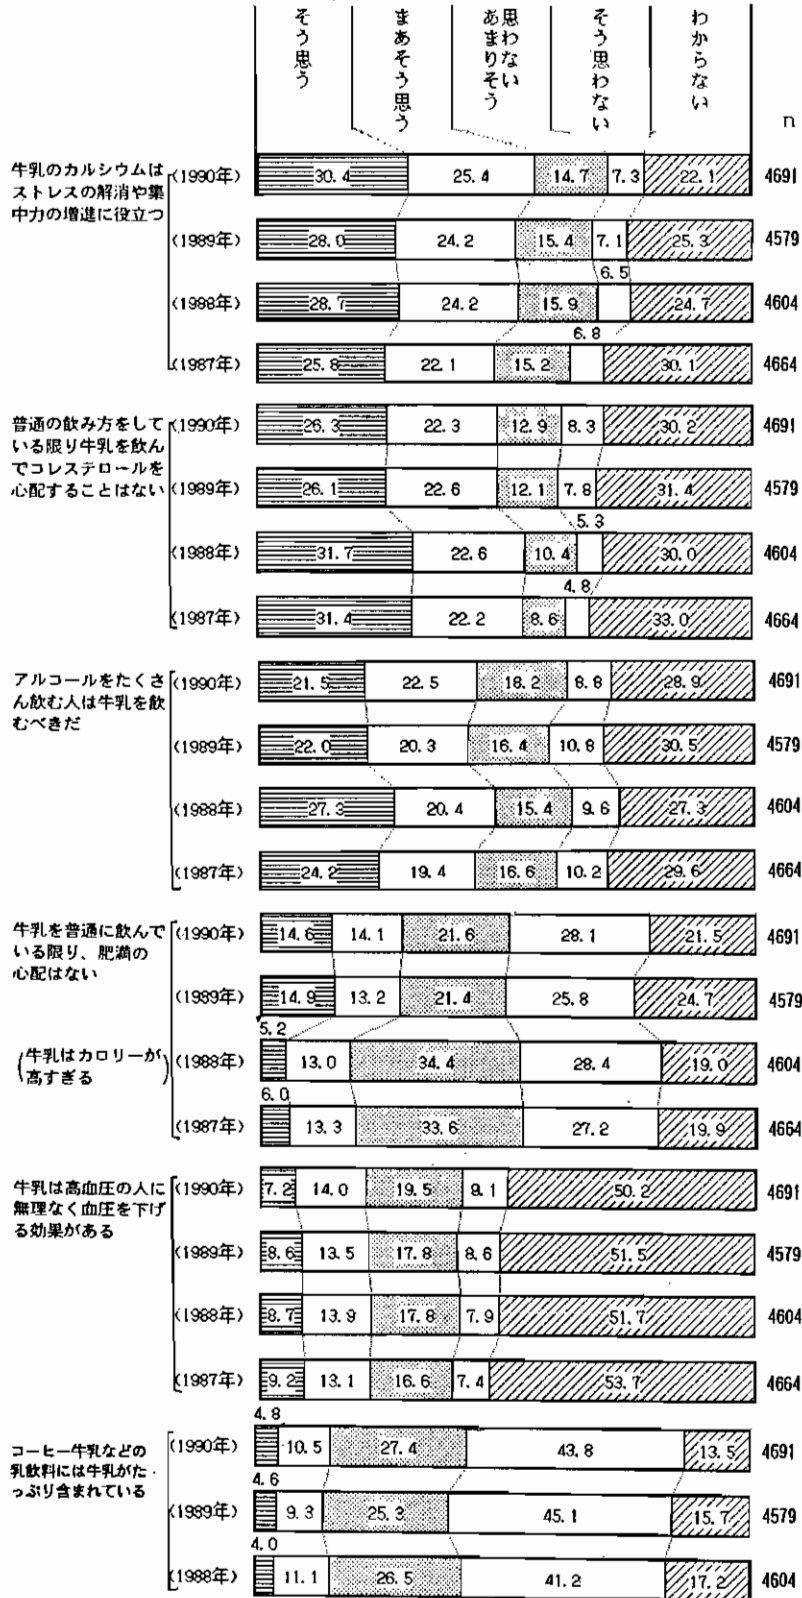 そう思う
まあそう思う
あまりそう
思わない
そう思わない
わからない
n
牛乳のカルシウムは
ストレスの解消や集
中力の増進に役立つ
(1990年) 30.4 25.4 14.7 7.3 22.1 4691
(1989年) 28.0 24.2 15.4 7.1 25.3 4579
6.5
(1988年) 28.7 24.2 15.9 24.7 4604
6.8
(1987年) 25.8 22.1 15.2 30.1 4664
普通の飲み方をして
いる限り牛乳を飲ん
でコレステロールを
心配することはない
(1990年) 26.3 22.3 12.9 8.3 30.2 4691
(1989年) 26.1 22.6 12.1 7.8 31.4 4579
5.3
(1988年) 31.7 22.6 10.4 30.0 4604
4.8
(1987年) 31.4 22.2 8.6 33.0 4664
アルコールをたくさ
ん飲む人は牛乳を飲
むべきだ
(1990年) 21.5 22.5 18.2 8.8 28.9 4691
(1989年) 22.0 20.3 16.4 10.8 30.5 4579
(1988年) 27.3 20.4 15.4 9.6 27.3 4604
(1987年) 24.2 19.4 16.6 10.2 29.6 4664
牛乳を普通に飲んで
いる限り、肥満の
心配はない
(1990年) 14.6 14.1 21.6 28.1 21.5 4691
(1989年) 14.9 13.2 21.4 25.8 24.7 4579
(牛乳はカロリーが
高すぎる)
5.2
(1988年) 13.0 34.4 28.4 19.0 4604
6.0
(1987年) 13.3 33.6 27.2 19.9 4664
牛乳は高血圧の人に
無理なく血圧を下げ
る効果がある
(1990年) 7.2 14.0 19.5 9.1 50.2 4691
(1989年) 8.6 13.5 17.8 8.6 51.5 4579
(1988年) 8.7 13.9 17.8 7.9 51.7 4604
(1987年) 9.2 13.1 16.6 7.4 53.7 4664
コーヒー牛乳などの
乳飲料には牛乳がた
っぷり含まれている
4.8
(1990年) 10.5 27.4 43.8 13.5 4691
4.6
(1989年) 9.3 25.3 45.1 15.7 4579
4.0
(1988年) 11.1 26.5 41.2 17.2 4604